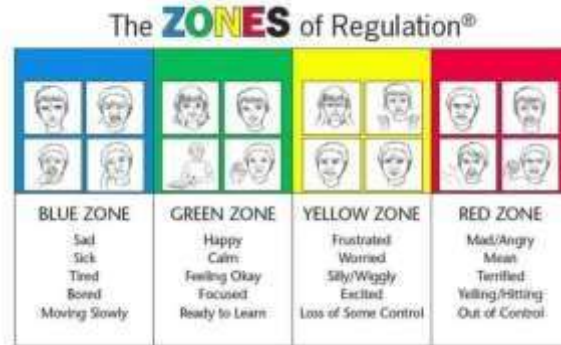 The ZONES of Regulation®
BLUE ZONE
Sad
Sick
Tired
Bored
Moving Slowly
GREEN ZONE
Happy
Calm
Feeling Okay
Focused
Ready to Learn
YELLOW ZONE
Frustrated
Worried
Silly/Wiggly
Excited
Loss of Some Control
RED ZONE
Mad/Angry
Mean
Terrified
Yelling/Hitting
Out of Control